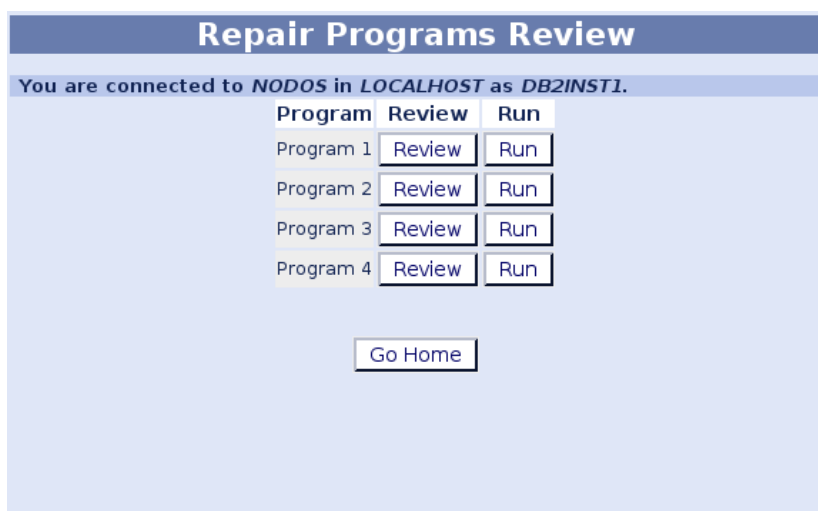 Repair Programs Review
You are connected to NODOS in LOCALHOST as DB2INST1.
Program Review Run
Program 1 Review Run
Program 2 Review Run
Program 3 Review Run
Program 4 Review Run
Go Home